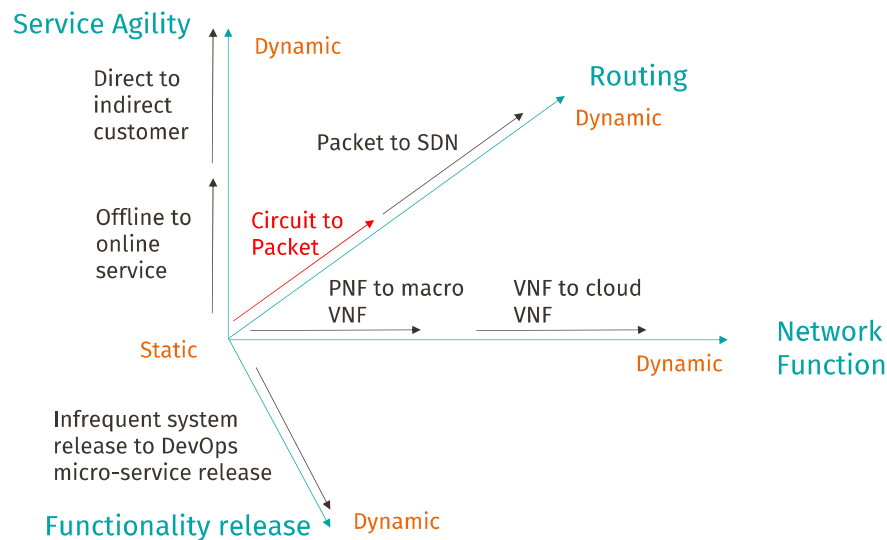 Service Agility
Dynamic
Direct to
indirect
customer
Routing
Dynamic
Packet to SDN
Offline to
online
service
Circuit to
Packet
PNF to macro
VNF
VNF to cloud
VNF
Static
Dynamic
Network
Function
Infrequent system
release to DevOps
micro-service release
Functionality release
Dynamic